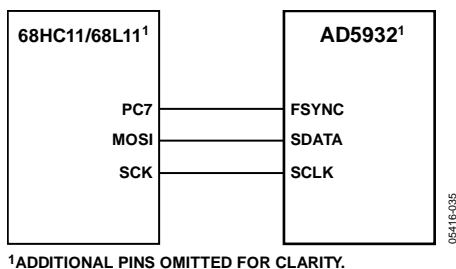 68HC11/68L11¹
AD5932¹
PC7
FSYNC
MOSI
SDATA
SCK
SCLK
05416-035
¹ADDITIONAL PINS OMITTED FOR CLARITY.